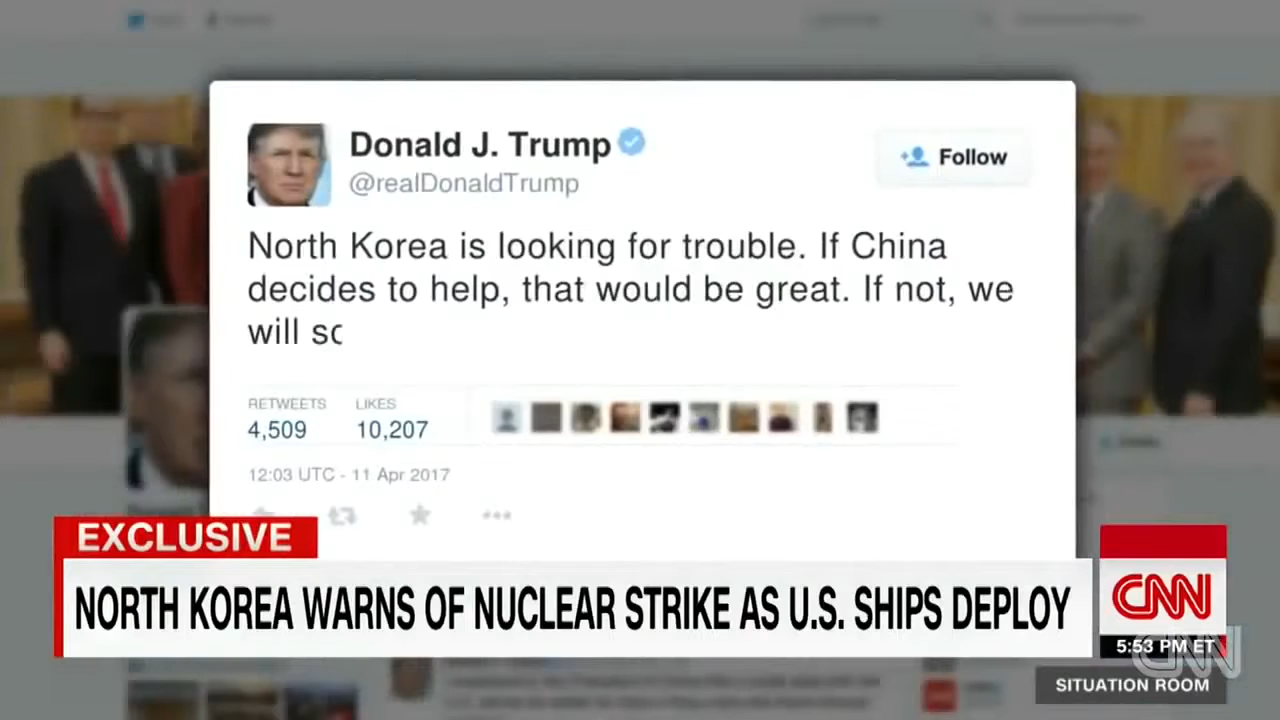 Donald J. Trump
@realDonaldTrump
Follow
North Korea is looking for trouble. If China
decides to help, that would be great. If not, we
will sc
RETWEETS LIKES
4,509 10,207
12:03 UTC - 11 Apr 2017
EXCLUSIVE
NORTH KOREA WARNS OF NUCLEAR STRIKE AS U.S. SHIPS DEPLOY
CNN
5:53 PM ET
CNN
SITUATION ROOM